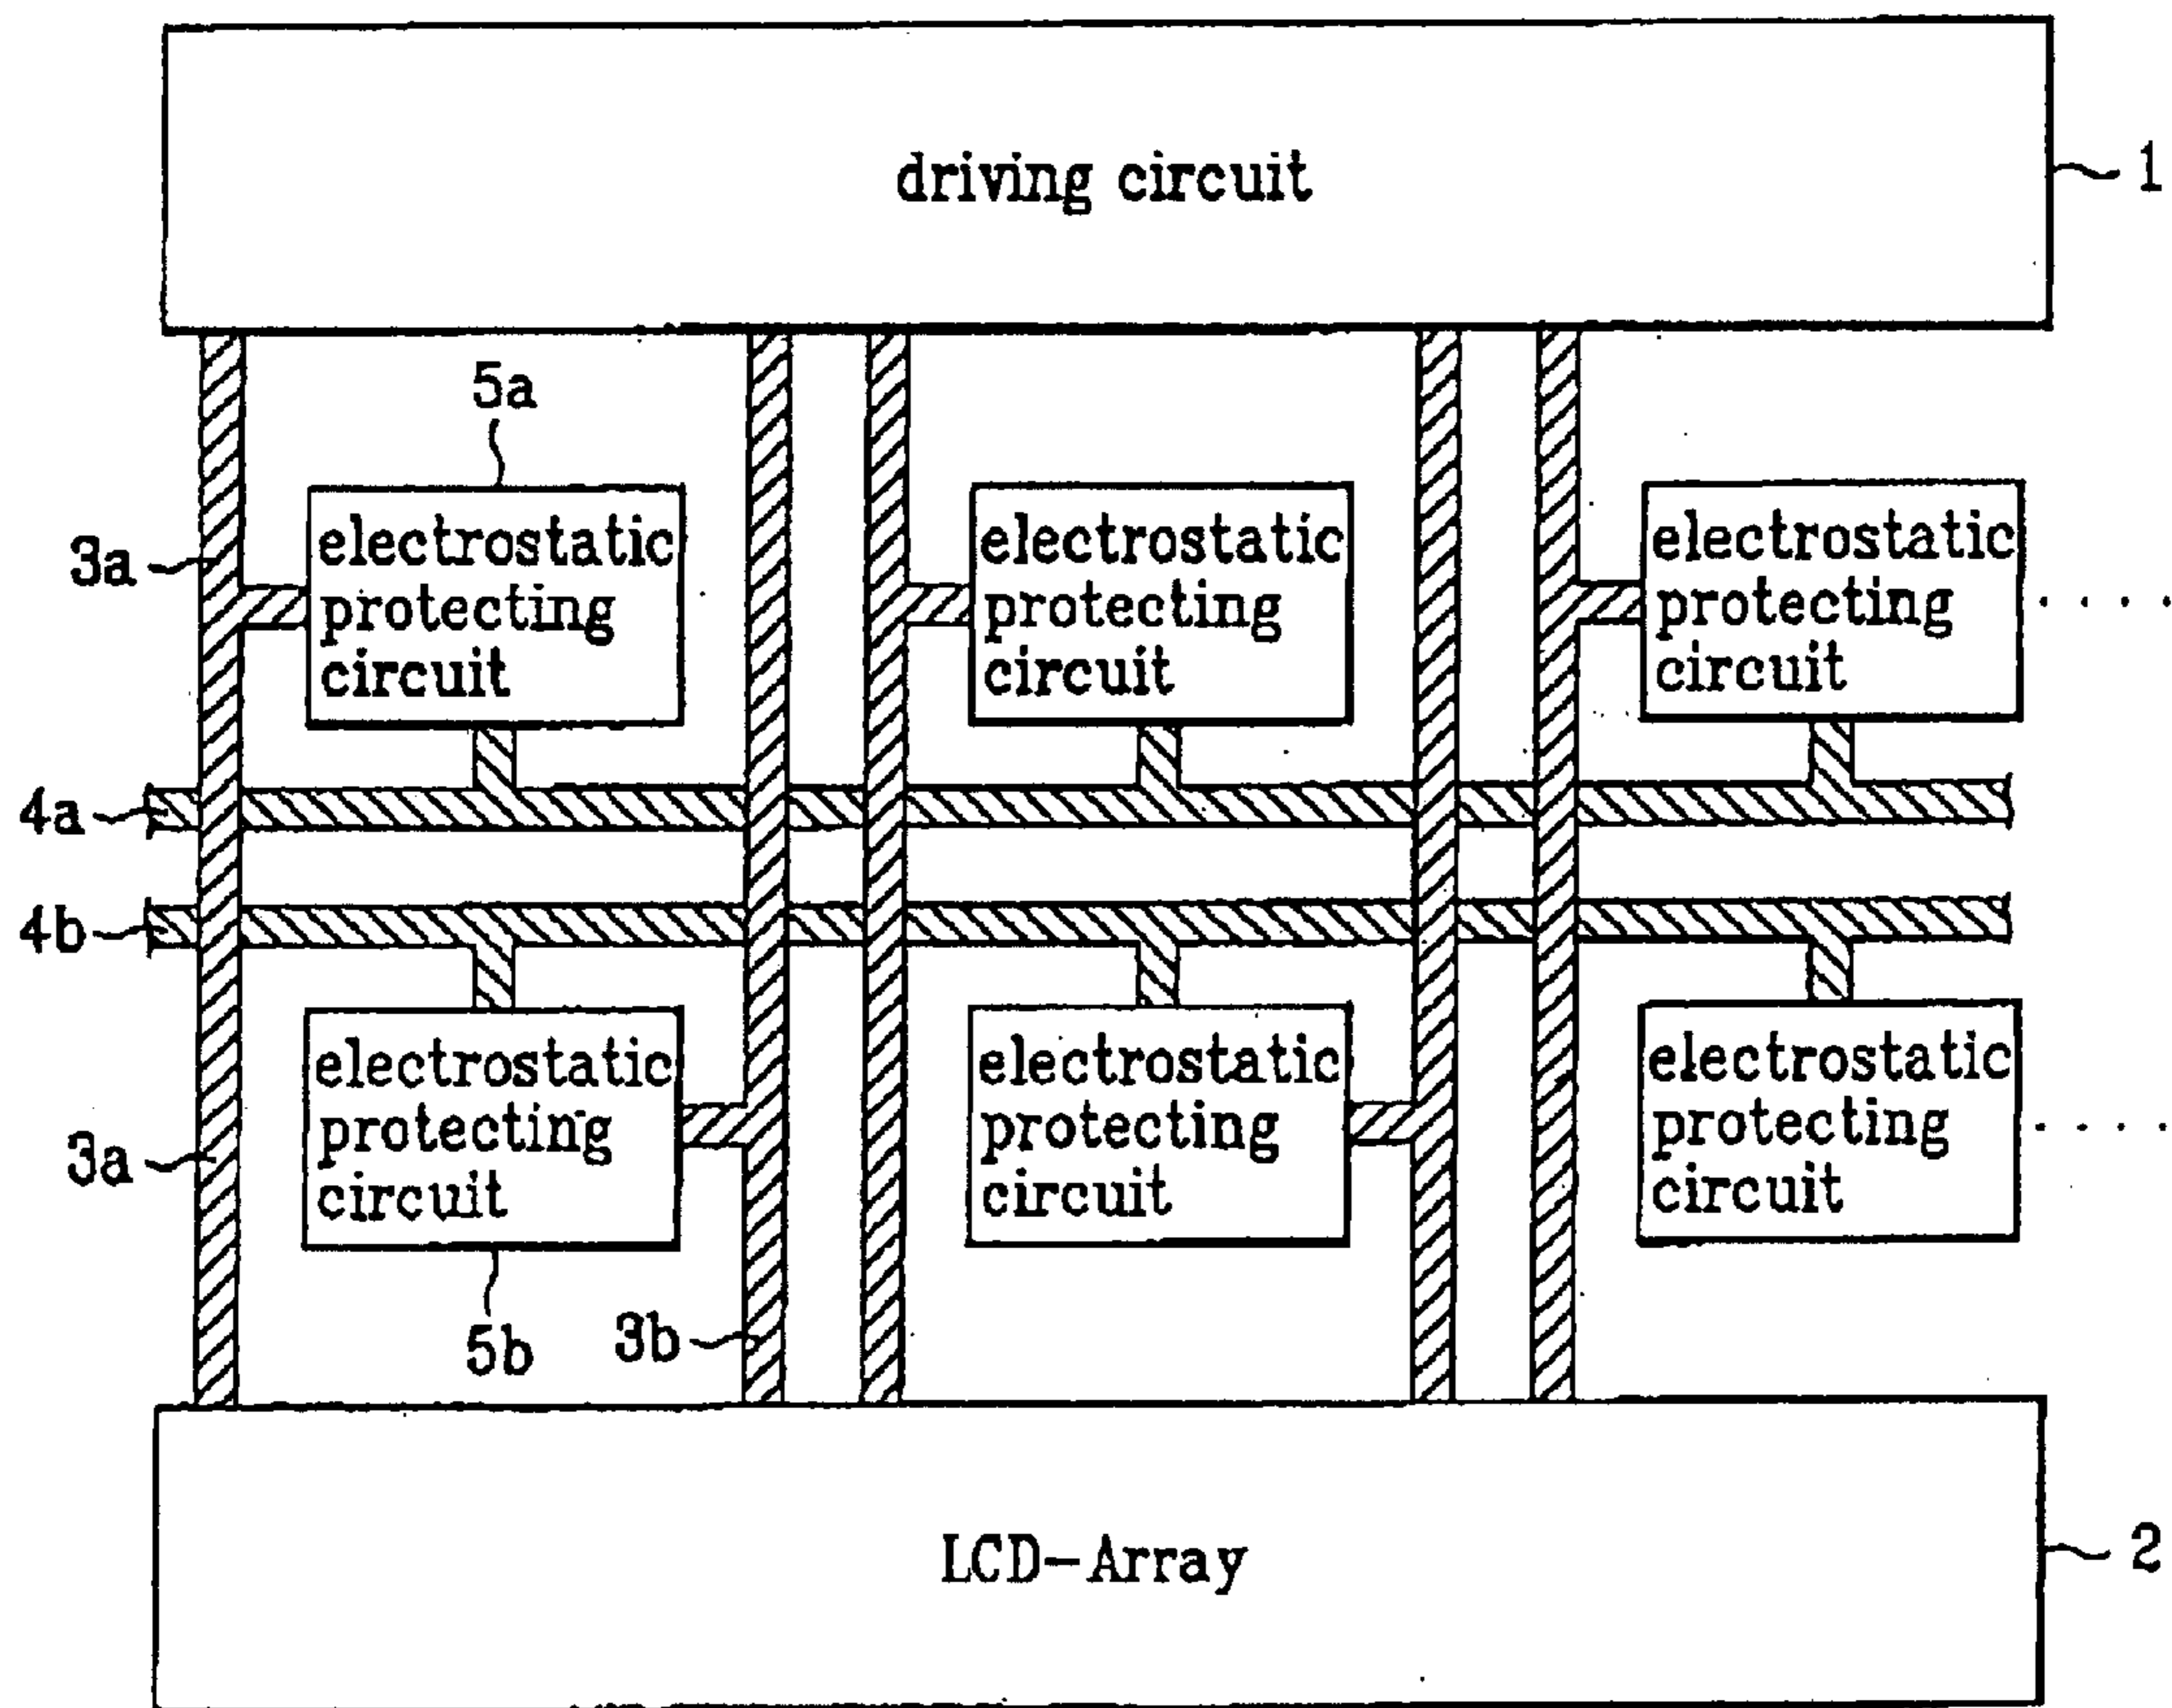 driving circuit
1
5a
electrostatic
protecting
circuit
electrostatic
protecting
circuit
electrostatic
protecting
circuit
. . . .
3a
4a
4b
electrostatic
protecting
circuit
electrostatic
protecting
circuit
electrostatic
protecting
circuit
. . . .
3a
5b
3b
LCD-Array
2